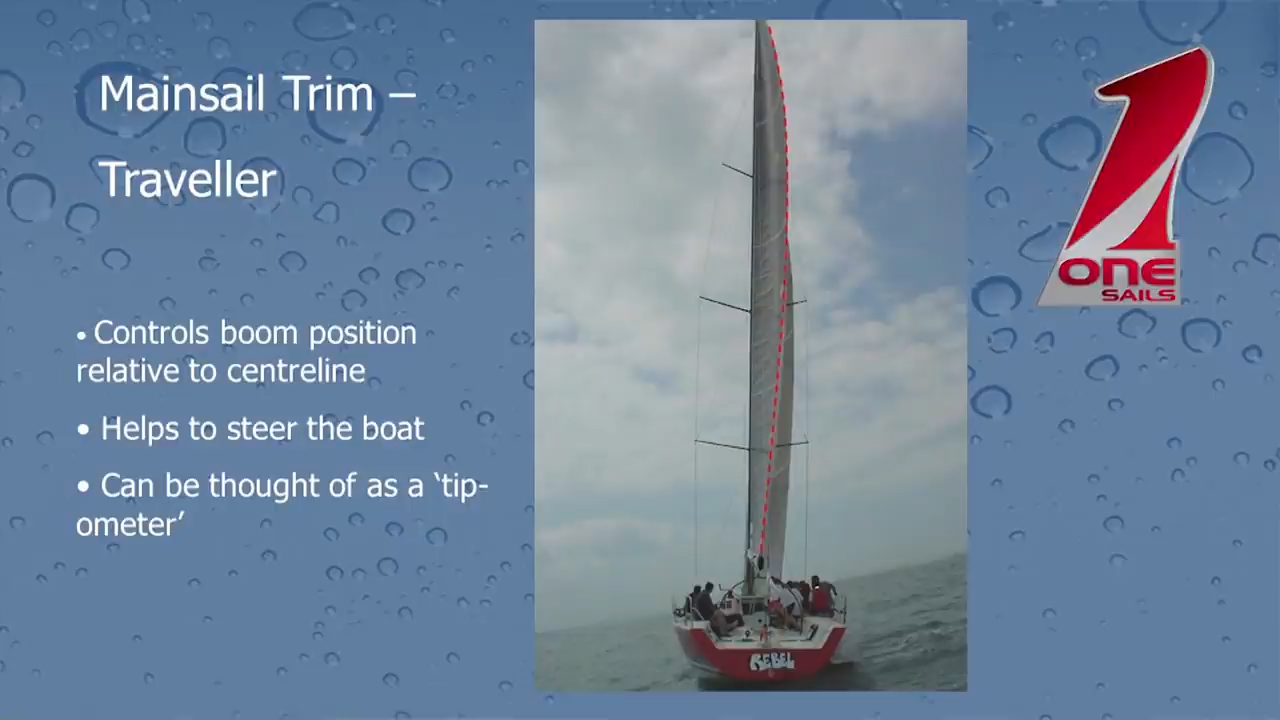 Mainsail Trim –
Traveller
• Controls boom position
relative to centreline
• Helps to steer the boat
• Can be thought of as a ‘tip-
ometer’
1
ONE
SAILS
REBEL